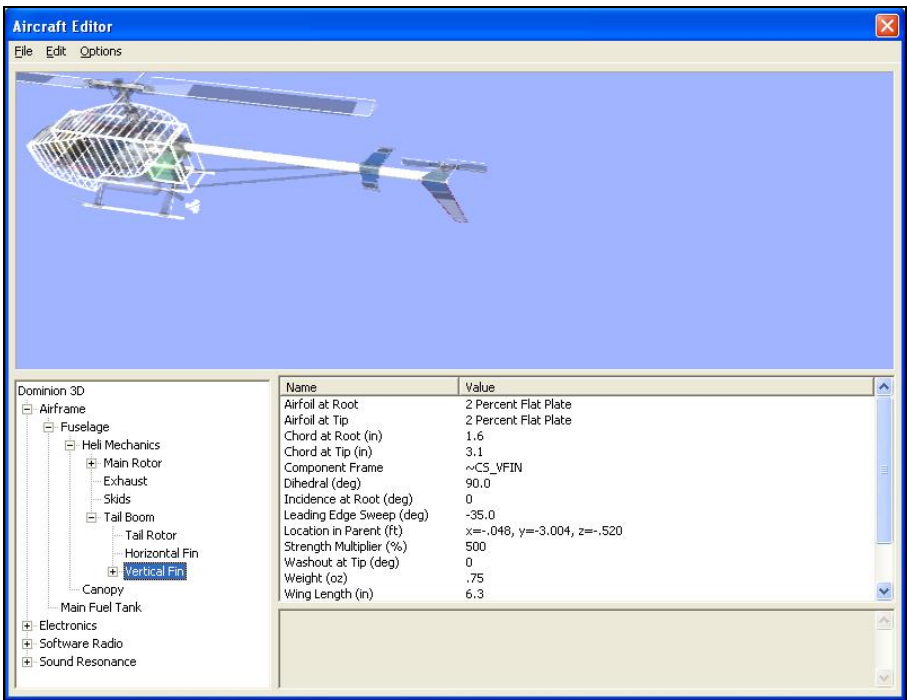 Aircraft Editor
File Edit Options
Dominion 3D
Airframe
Fuselage
Heli Mechanics
Main Rotor
Exhaust
Skids
Tail Boom
Tail Rotor
Horizontal Fin
Vertical Fin
Canopy
Main Fuel Tank
Electronics
Software Radio
Sound Resonance
Name Value
Airfoil at Root 2 Percent Flat Plate
Airfoil at Tip 2 Percent Flat Plate
Chord at Root (in) 1.6
Chord at Tip (in) 3.1
Component Frame ~CS_VFIN
Dihedral (deg) 90.0
Incidence at Root (deg) 0
Leading Edge Sweep (deg) -35.0
Location in Parent (ft) x=-.048, y=-3.004, z=-.520
Strength Multiplier (%) 500
Washout at Tip (deg) 0
Weight (oz) .75
Wing Length (in) 6.3